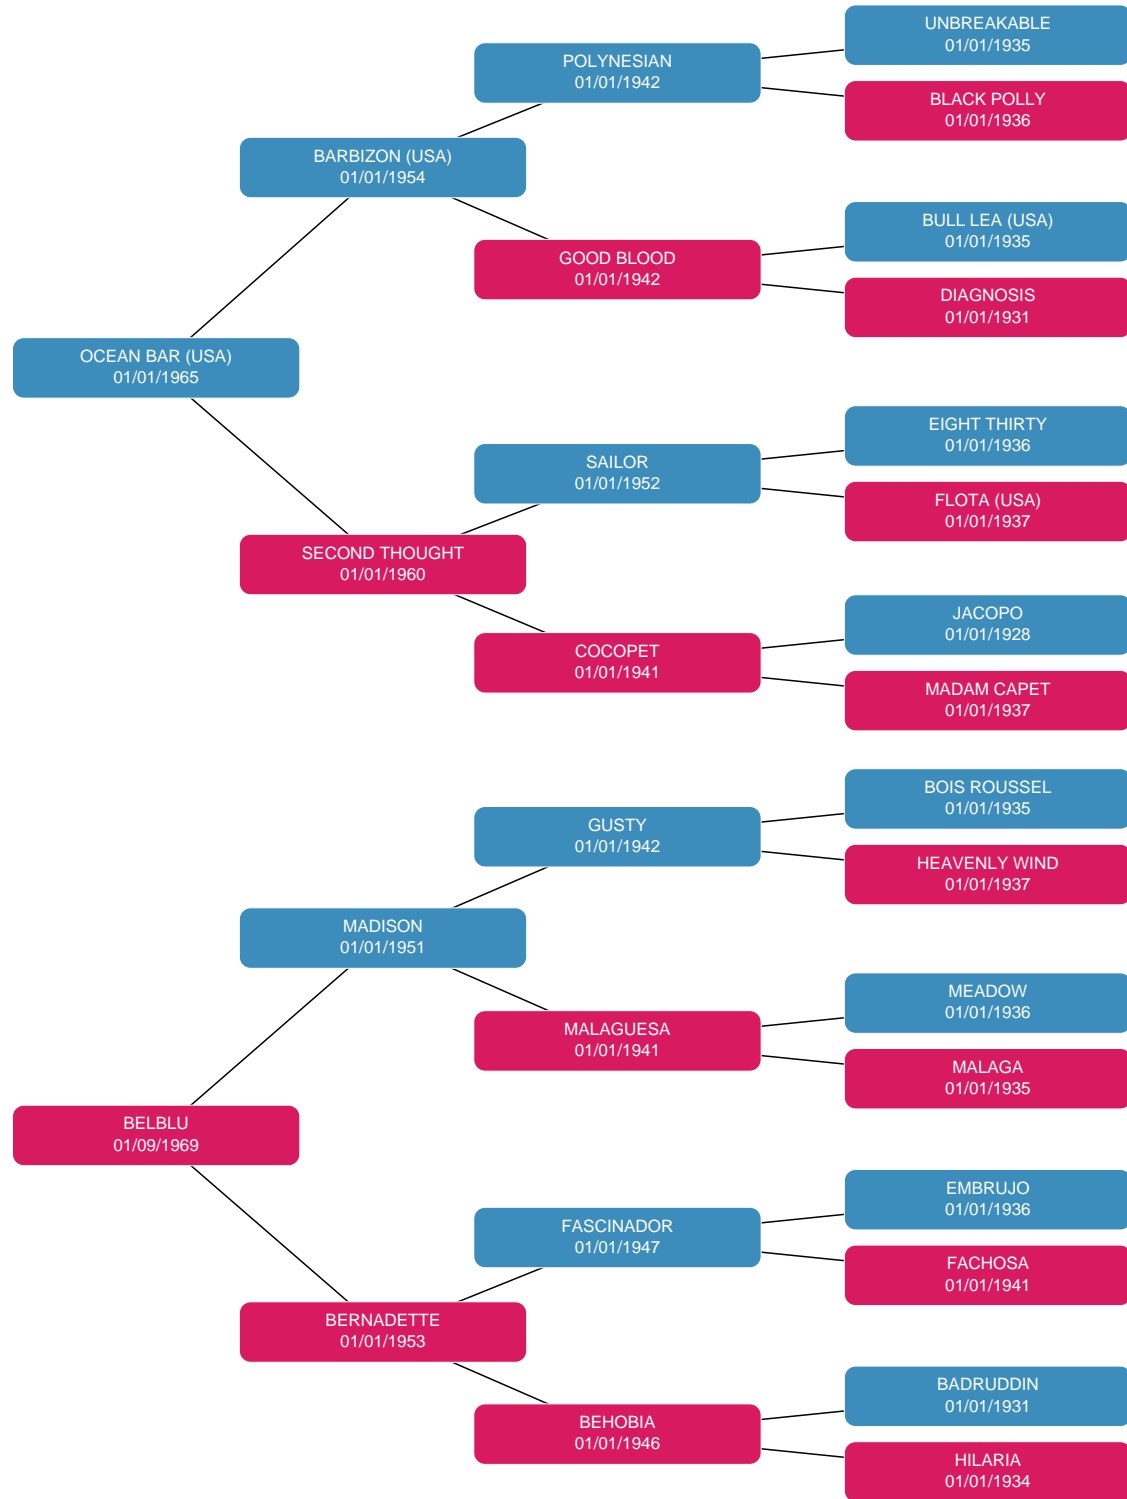 UNBREAKABLE
01/01/1935
POLYNESIAN
01/01/1942
BLACK POLLY
01/01/1936
BARBIZON (USA)
01/01/1954
BULL LEA (USA)
01/01/1935
GOOD BLOOD
01/01/1942
DIAGNOSIS
01/01/1931
OCEAN BAR (USA)
01/01/1965
EIGHT THIRTY
01/01/1936
SAILOR
01/01/1952
FLOTA (USA)
01/01/1937
SECOND THOUGHT
01/01/1960
JACOPO
01/01/1928
COCOPET
01/01/1941
MADAM CAPET
01/01/1937
BOIS ROUSSEL
01/01/1935
GUSTY
01/01/1942
HEAVENLY WIND
01/01/1937
MADISON
01/01/1951
MEADOW
01/01/1936
MALAGUESA
01/01/1941
MALAGA
01/01/1935
BELBLU
01/09/1969
EMBRUJO
01/01/1936
FASCINADOR
01/01/1947
FACHOSA
01/01/1941
BERNADETTE
01/01/1953
BADRUDDIN
01/01/1931
BEHOBIA
01/01/1946
HILARIA
01/01/1934